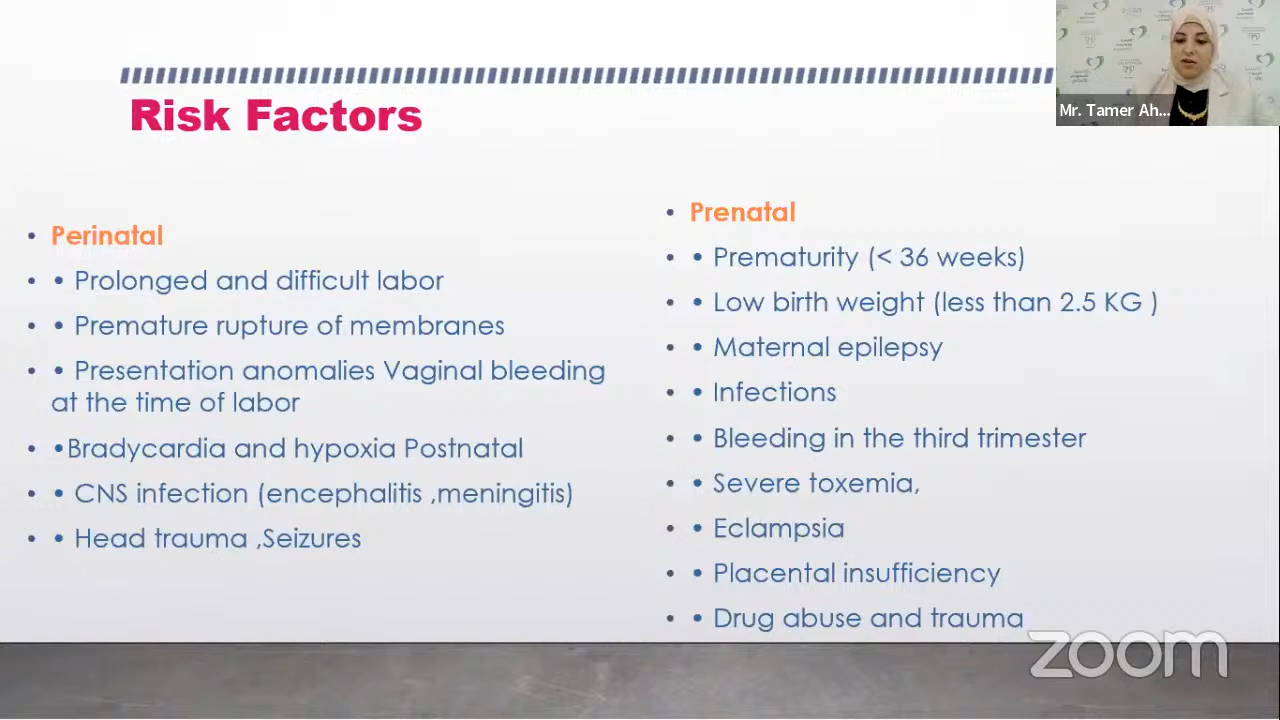 Risk Factors
Mr. Tamer Ah...
• Perinatal
• • Prolonged and difficult labor
• • Premature rupture of membranes
• • Presentation anomalies Vaginal bleeding
at the time of labor
• •Bradycardia and hypoxia Postnatal
• • CNS infection (encephalitis ,meningitis)
• • Head trauma ,Seizures
• Prenatal
• • Prematurity (< 36 weeks)
• • Low birth weight (less than 2.5 KG )
• • Maternal epilepsy
• • Infections
• • Bleeding in the third trimester
• • Severe toxemia,
• • Eclampsia
• • Placental insufficiency
• • Drug abuse and trauma
zoom